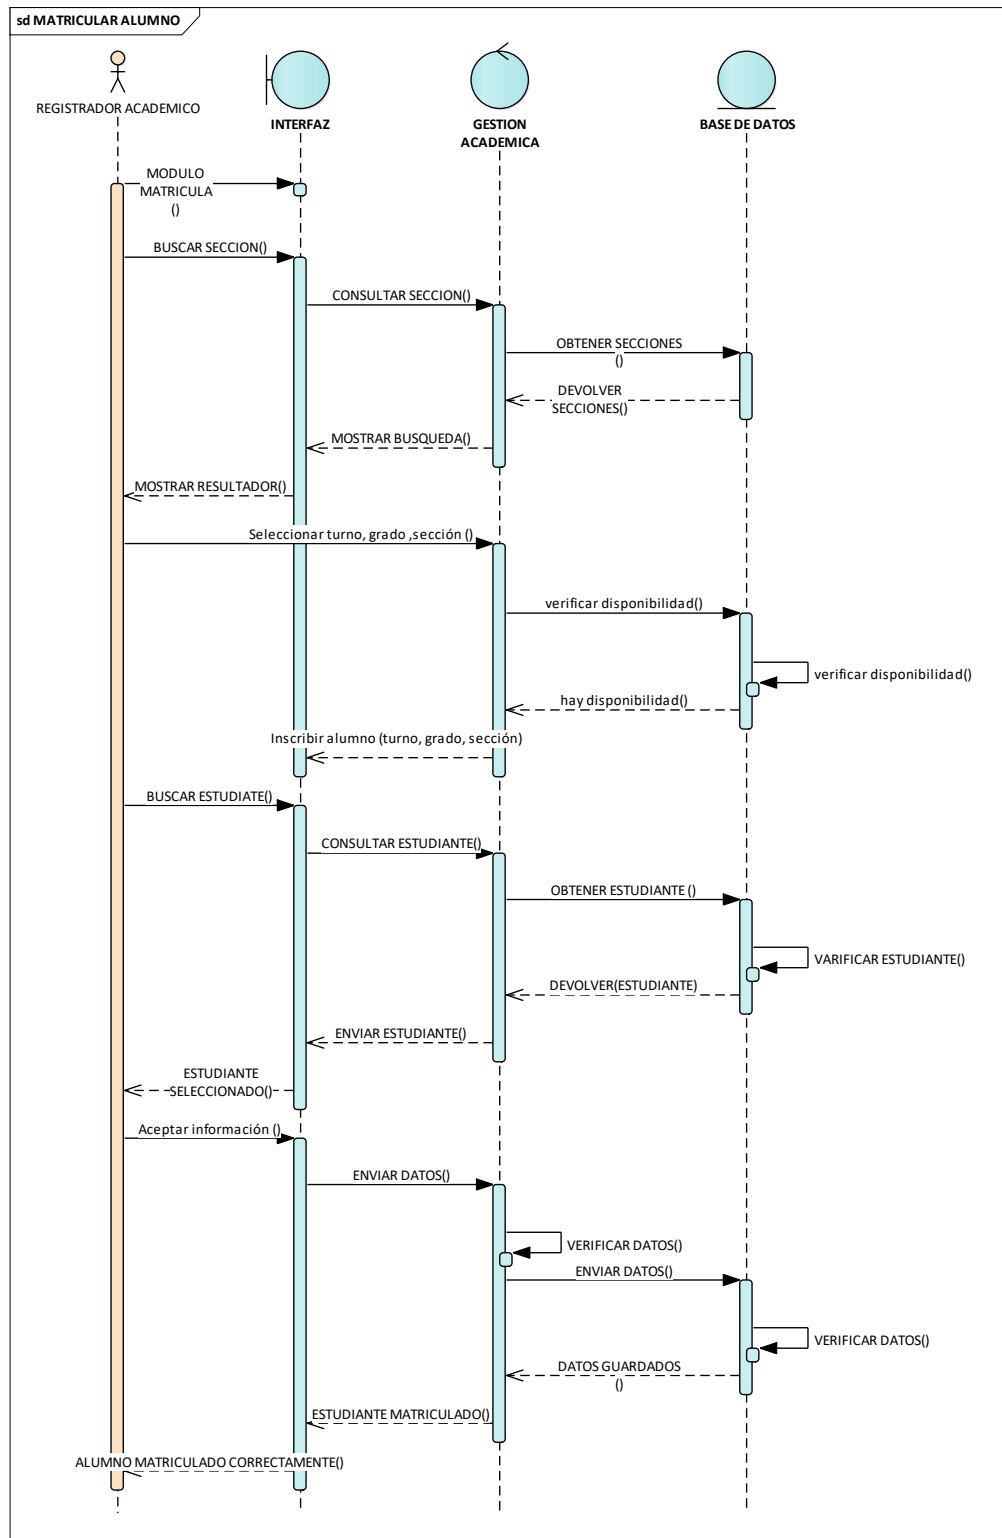 sd MATRICULAR ALUMNO
REGISTRADOR ACADEMICO
INTERFAZ
GESTION
ACADEMICA
BASE DE DATOS
MODULO
MATRICULA
()
BUSCAR SECCION()
CONSULTAR SECCION()
OBTENER SECCIONES
()
DEVOLVER
SECCIONES()
MOSTRAR BUSQUEDA()
MOSTRAR RESULTADOR()
Seleccionar turno, grado ,sección ()
verificar disponibilidad()
verificar disponibilidad()
hay disponibilidad()
Inscribir alumno (turno, grado, sección)
BUSCAR ESTUDIATE()
CONSULTAR ESTUDIANTE()
OBTENER ESTUDIANTE ()
VARIFICAR ESTUDIANTE()
DEVOLVER(ESTUDIANTE)
ENVIAR ESTUDIANTE()
ESTUDIANTE
SELECCIONADO()
Aceptar información ()
ENVIAR DATOS()
VERIFICAR DATOS()
ENVIAR DATOS()
VERIFICAR DATOS()
DATOS GUARDADOS
()
ESTUDIANTE MATRICULADO()
ALUMNO MATRICULADO CORRECTAMENTE()